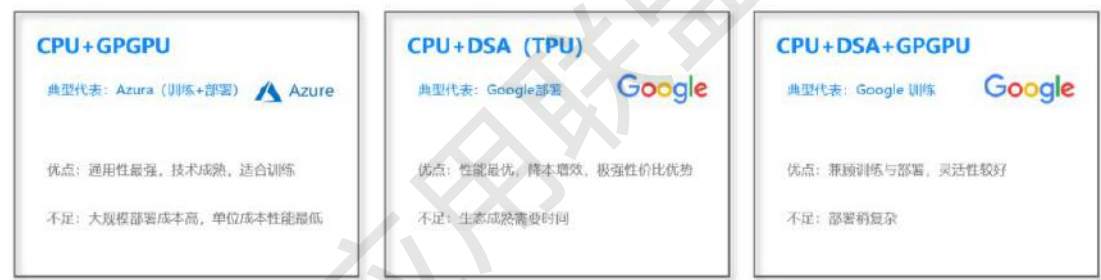 CPU+GPGPU
典型代表：Azura（训练+部署） Azure
优点：通用性最强，技术成熟，适合训练
不足：大规模部署成本高，单位成本性能最低
CPU+DSA（TPU)
典型代表：Google部署 Google
优点：性能最优，降本增效，极强性价比优势
不足：生态成熟需要时间
CPU+DSA+GPGPU
典型代表：Google 训练 Google
优点：兼顾训练与部署，灵活性较好
不足：部署稍复杂
应用联盟